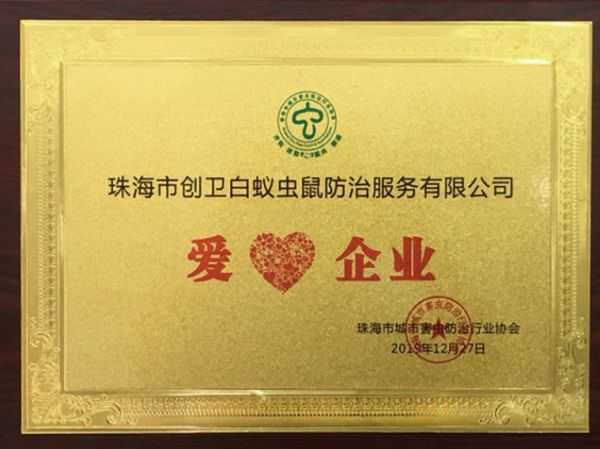 珠海市创卫白蚁虫鼠防治服务有限公司
爱企业
珠海市城市害虫防治行业协会
2019年12月27日